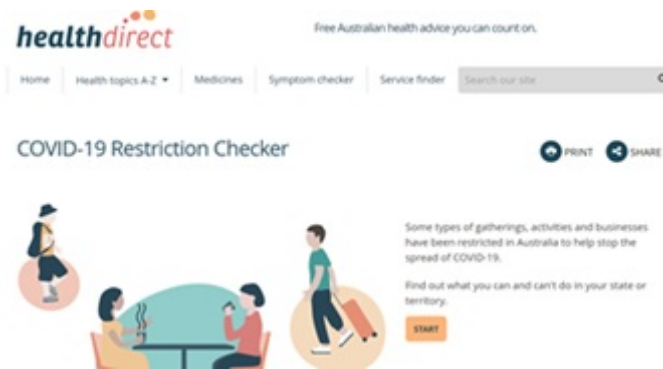 healthdirect
Free Australian health advice you can count on.
Home Health topics A-Z Medicines Symptom checker Service finder Search our site
COVID-19 Restriction Checker
PRINT SHARE
Some types of gatherings, activities and businesses
have been restricted in Australia to help stop the
spread of COVID-19.
Find out what you can and can't do in your state or
territory.
START